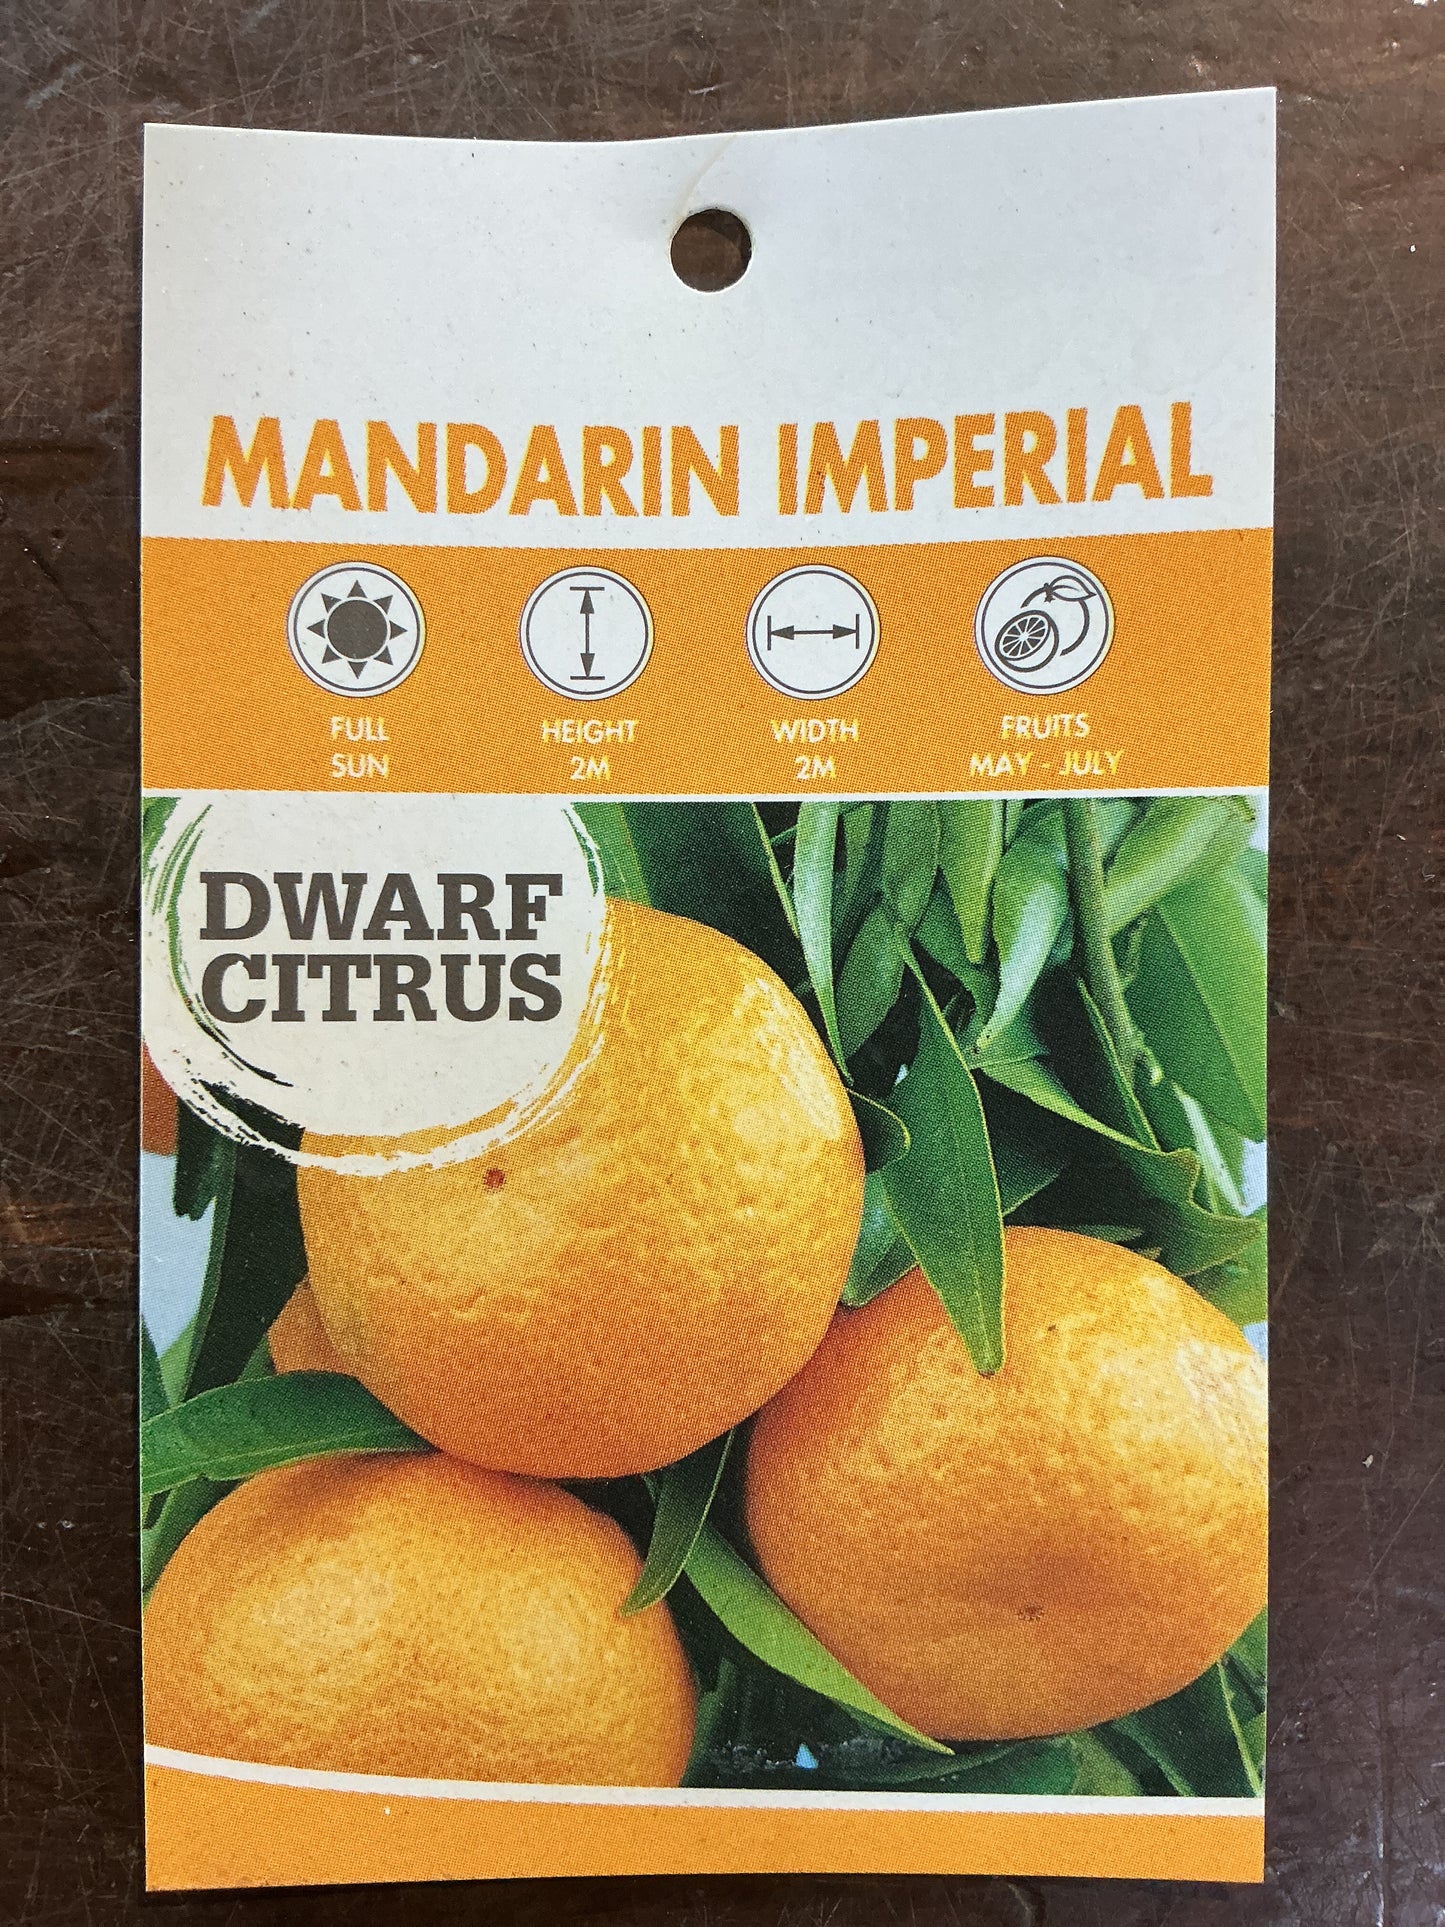 MANDARIN IMPERIAL
FULL
SUN
HEIGHT
2M
WIDTH
2M
FRUITS
MAY - JULY
DWARF
CITRUS